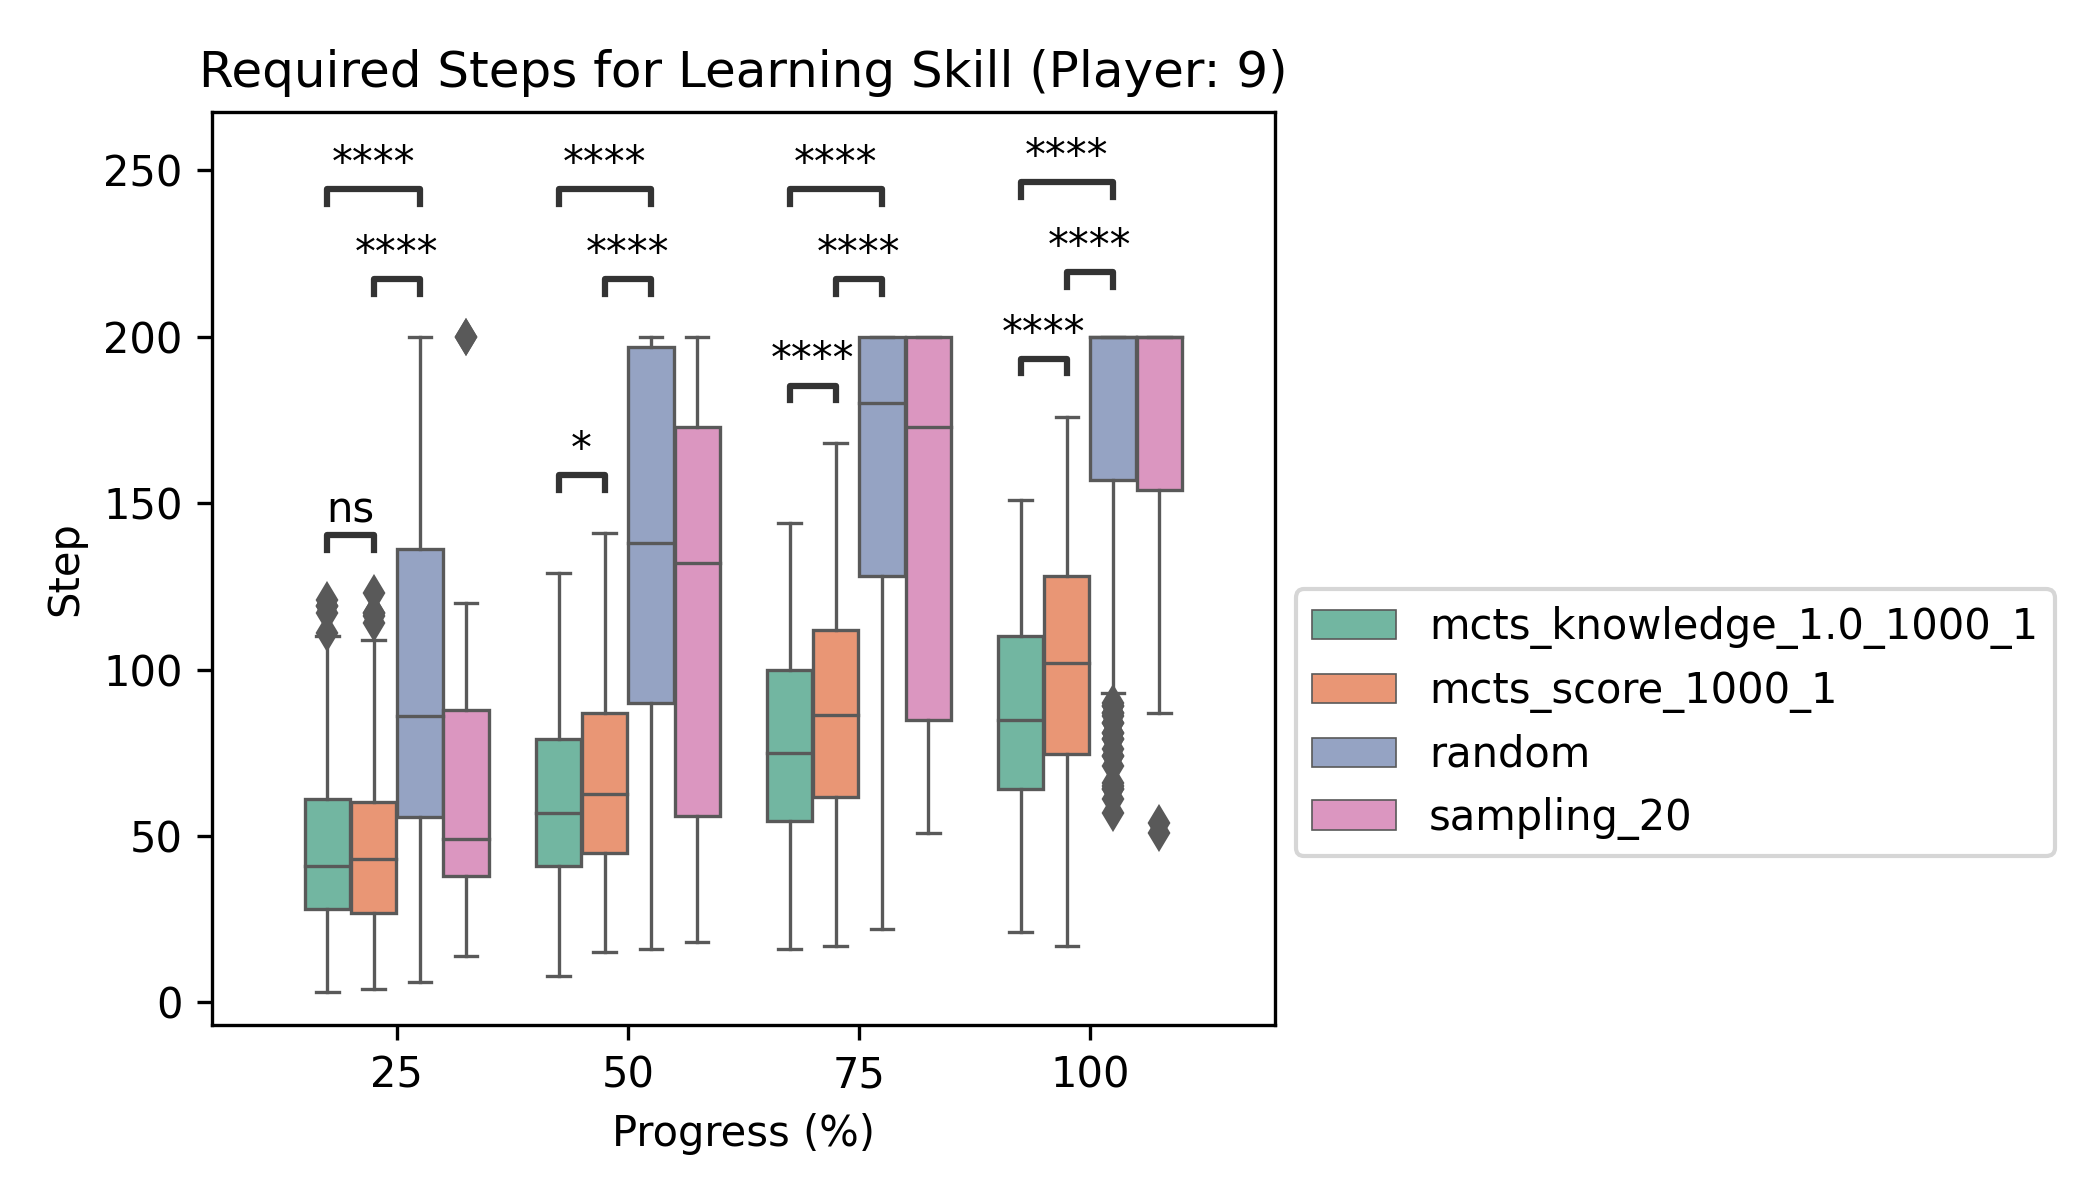 Required Steps for Learning Skill (Player: 9)
250
200
150
100
50
0
Step
**** **** **** ****
**** **** **** ****
**** ****
*
ns
25 50 75 100
Progress (%)
mcts_knowledge_1.0_1000_1
mcts_score_1000_1
random
sampling_20